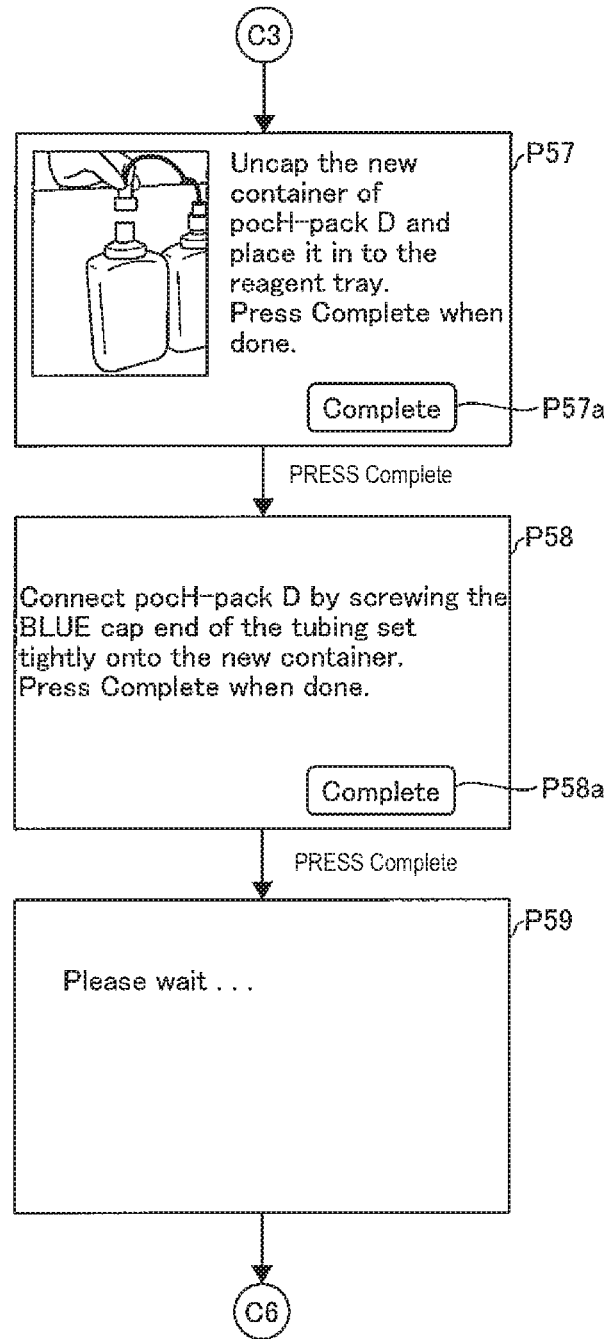 C3
P57
Uncap the new
container of
pocH-pack D and
place it in to the
reagent tray.
Press Complete when
done.
Complete
P57a
PRESS Complete
P58
Connect pocH-pack D by screwing the
BLUE cap end of the tubing set
tightly onto the new container.
Press Complete when done.
Complete
P58a
PRESS Complete
P59
Please wait . . .
C6